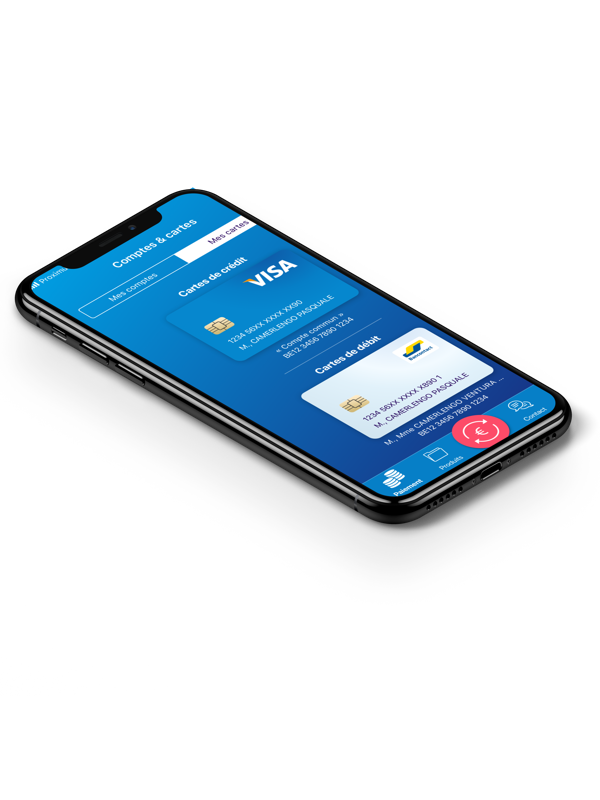 Proximus
Comptes & cartes
Mes comptes
Mes cartes
Cartes de crédit
VISA
1234 56XX XXXX XX90
M., CAMERLENGO PASQUALE
« Compte commun »
BE12 3456 7890 1234
Cartes de débit
Bancontact
1234 56XX XXXX X890 1
M., CAMERLENGO PASQUALE
M., Mme CAMERLENGO VENTURA ...
BE12 3456 7890 1234
Paiement
Produits
€
Contact